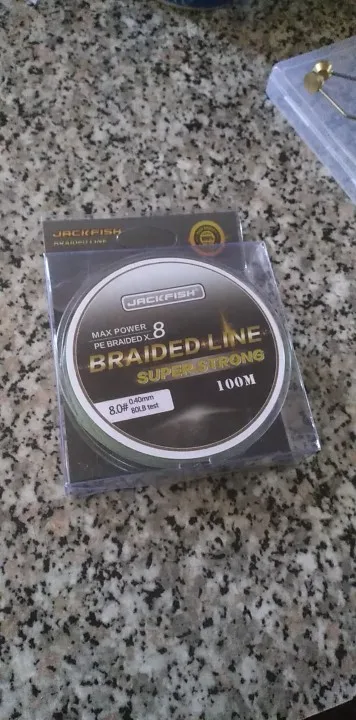 JACKFISH
BRAIDED LINE
JACKFISH
MAX POWER
PE BRAIDED X 8
BRAIDED LINE
SUPER STRONG
100M
8.0# 0.40mm
80LB test